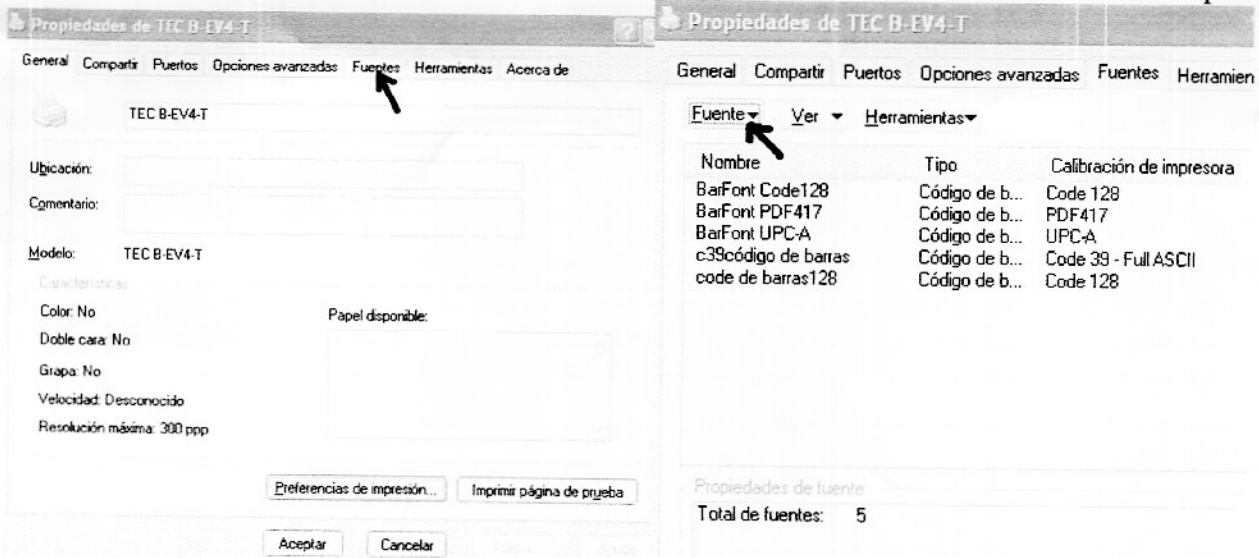 Propiedades de TEC B-EV4-T
General Compartir Puertos Opciones avanzadas Fuentes Herramientas Acerca de
TEC B-EV4-T
Ubicación:
Comentario:
Modelo: TEC B-EV4-T
Características
Color: No
Doble cara: No
Grapa: No
Velocidad: Desconocido
Resolución máxima: 300 ppp
Papel disponible:
Preferencias de impresión... Imprimir página de prueba
Aceptar Cancelar Aplicar Ayuda
Propiedades de TEC B-EV4-T
General Compartir Puertos Opciones avanzadas Fuentes Herramien
Fuente Ver Herramientas
Nombre Tipo Calibración de impresora
BarFont Code128 Código de b... Code 128
BarFont PDF417 Código de b... PDF417
BarFont UPC-A Código de b... UPC-A
c39código de barras Código de b... Code 39 - Full ASCII
code de barras128 Código de b... Code 128
Propiedades de fuente
Total de fuentes: 5